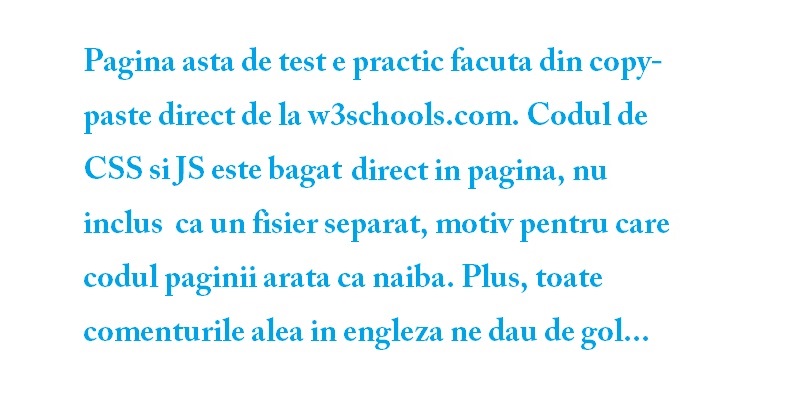 Pagina asta de test e practic facuta din copy-
paste direct de la w3schools.com. Codul de
CSS si JS este bagat direct in pagina, nu
inclus ca un fisier separat, motiv pentru care
codul paginii arata ca naiba. Plus, toate
comenturile alea in engleza ne dau de gol...